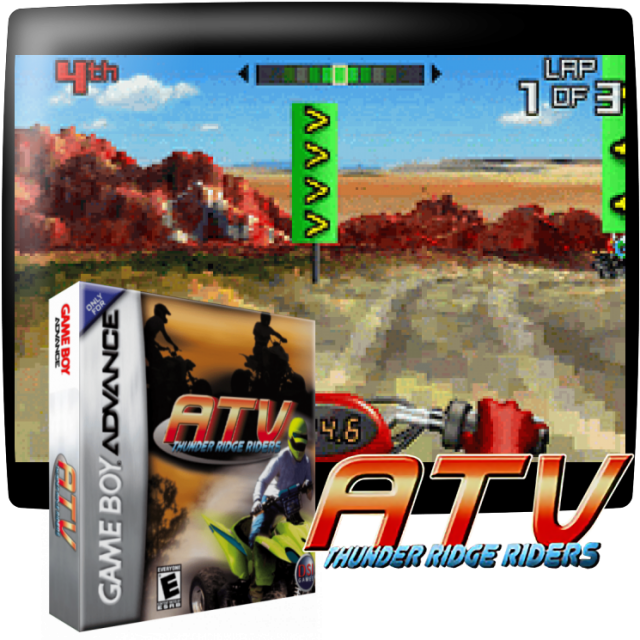 4th
LAP
1 OF 3
4.6
ONLY
FOR
GAME BOY
ADVANCE
GAME BOY ADVANCE
ATV
THUNDER RIDGE RIDERS
ATV
EVERYONE
E
ESRB
ATV
THUNDER RIDGE RIDERS